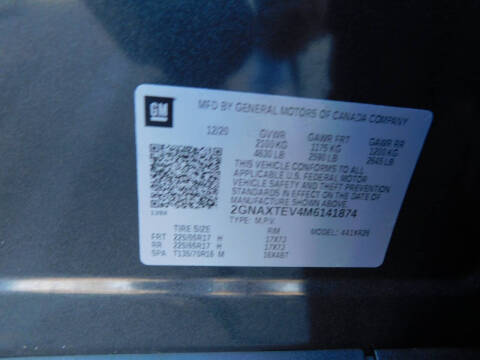 GM
MFD BY GENERAL MOTORS OF CANADA COMPANY
12/20 GVWR GAWR FRT GAWR RR
2100 KG 1175 KG 1200 KG
4630 LB 2590 LB 2645 LB
THIS VEHICLE CONFORMS TO ALL
APPLICABLE U.S. FEDERAL MOTOR
VEHICLE SAFETY AND THEFT PREVENTION
STANDARDS IN EFFECT ON THE DATE OF
MANUFACTURE SHOWN ABOVE.
2GNAXTEV4M6141874
TYPE: M.P.V.
TIRE SIZE RIM
FRT 225/65R17 H 17X7J
RR 225/65R17 H 17X7J
SPA T135/70R16 M 16X4BT